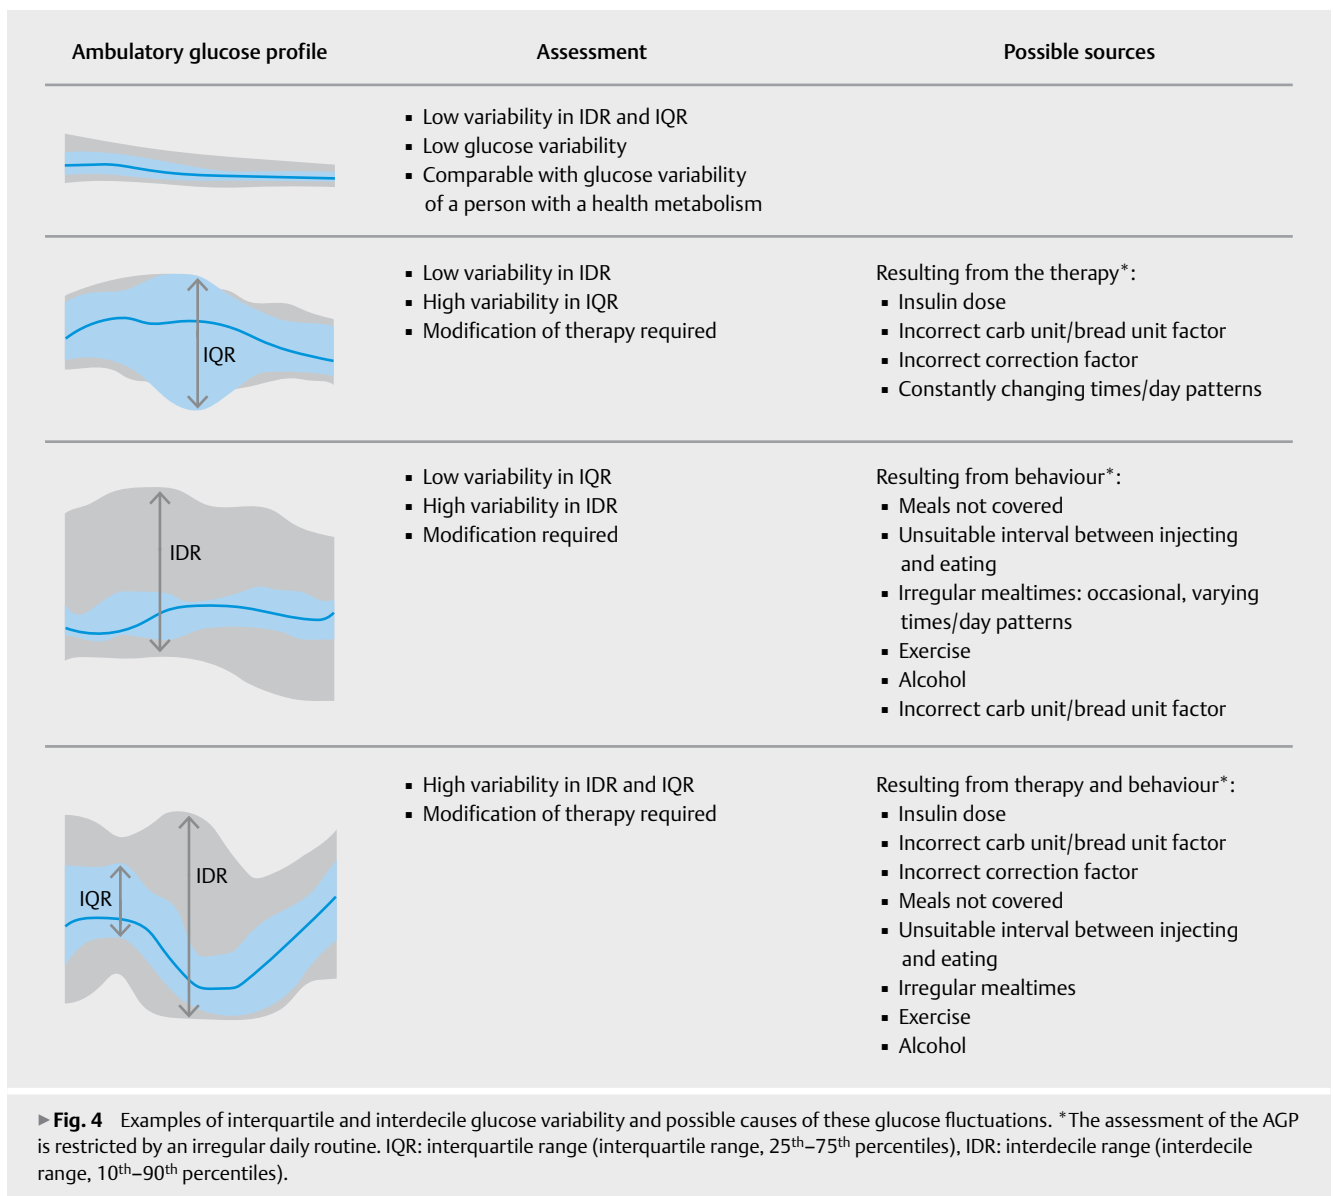 Ambulatory glucose profile
Assessment
Possible sources
▪ Low variability in IDR and IQR
▪ Low glucose variability
▪ Comparable with glucose variability
of a person with a health metabolism
IQR
▪ Low variability in IDR
▪ High variability in IQR
▪ Modification of therapy required
Resulting from the therapy*:
▪ Insulin dose
▪ Incorrect carb unit/bread unit factor
▪ Incorrect correction factor
▪ Constantly changing times/day patterns
IDR
▪ Low variability in IQR
▪ High variability in IDR
▪ Modification required
Resulting from behaviour*:
▪ Meals not covered
▪ Unsuitable interval between injecting
and eating
▪ Irregular mealtimes: occasional, varying
times/day patterns
▪ Exercise
▪ Alcohol
▪ Incorrect carb unit/bread unit factor
IQR
IDR
▪ High variability in IDR and IQR
▪ Modification of therapy required
Resulting from therapy and behaviour*:
▪ Insulin dose
▪ Incorrect carb unit/bread unit factor
▪ Incorrect correction factor
▪ Meals not covered
▪ Unsuitable interval between injecting
and eating
▪ Irregular mealtimes
▪ Exercise
▪ Alcohol
▶ Fig. 4 Examples of interquartile and interdecile glucose variability and possible causes of these glucose fluctuations. *The assessment of the AGP
is restricted by an irregular daily routine. IQR: interquartile range (interquartile range, 25th–75th percentiles), IDR: interdecile range (interdecile
range, 10th–90th percentiles).